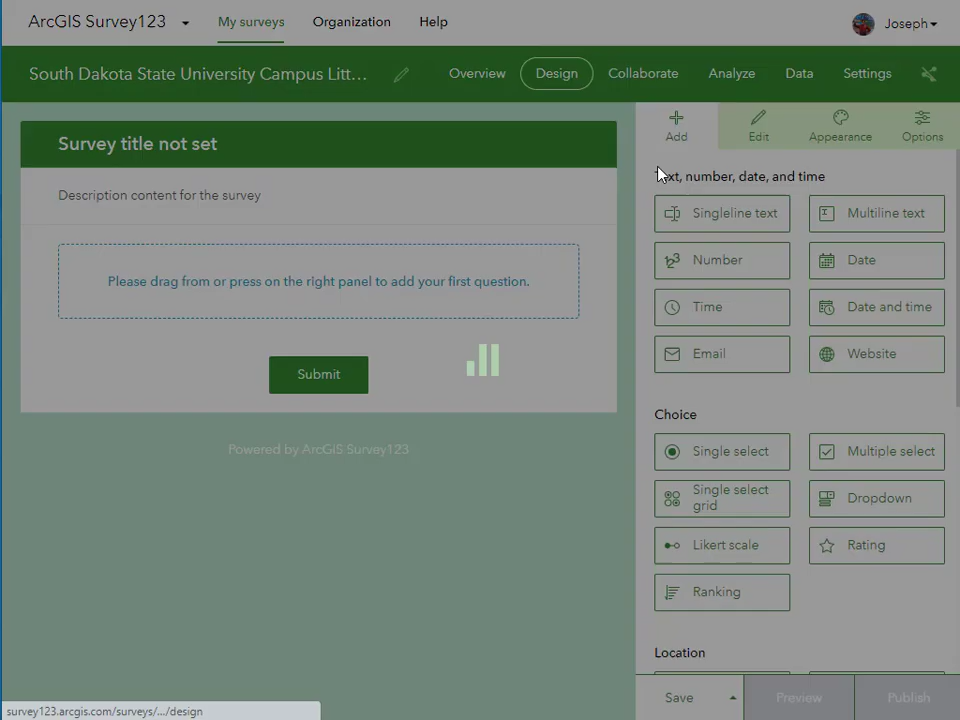 ArcGIS Survey123
My surveys
Organization
Help
Joseph
South Dakota State University Campus Litt...
Overview
Design
Collaborate
Analyze
Data
Settings
Add
Edit
Appearance
Options
Survey title not set
Description content for the survey
Please drag from or press on the right panel to add your first question.
Submit
Powered by ArcGIS Survey123
Text, number, date, and time
Singleline text
Multiline text
Number
Date
Time
Date and time
Email
Website
Choice
Single select
Multiple select
Single select
grid
Dropdown
Likert scale
Rating
Ranking
Location
Save
Preview
Publish
survey123.arcgis.com/surveys/.../design